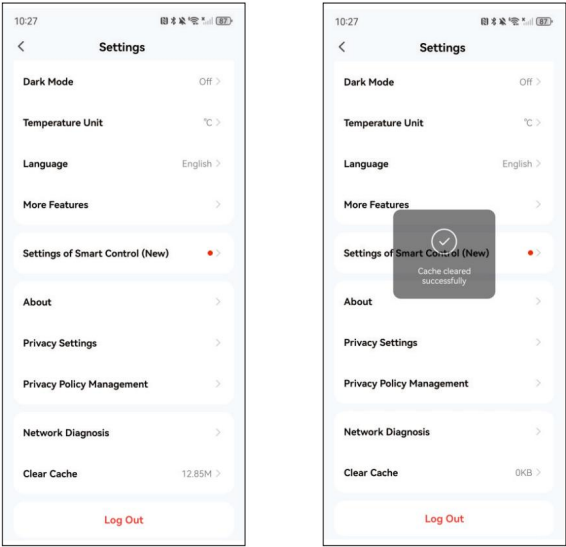 10:27
87
Settings
Dark Mode Off
Temperature Unit °C
Language English
More Features
Settings of Smart Control (New)
About
Privacy Settings
Privacy Policy Management
Network Diagnosis
Clear Cache 12.85M
Log Out
10:27
87
Settings
Dark Mode Off
Temperature Unit °C
Language English
More Features
Settings of Smart Control (New)
Cache cleared
successfully
About
Privacy Settings
Privacy Policy Management
Network Diagnosis
Clear Cache 0KB
Log Out